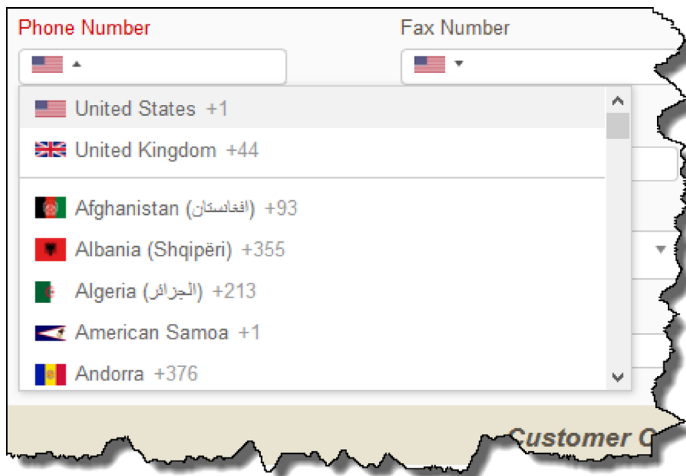 Phone Number
Fax Number
United States +1
United Kingdom +44
Afghanistan (افغانستان) +93
Albania (Shqipëri) +355
Algeria (الجزائر) +213
American Samoa +1
Andorra +376
Customer